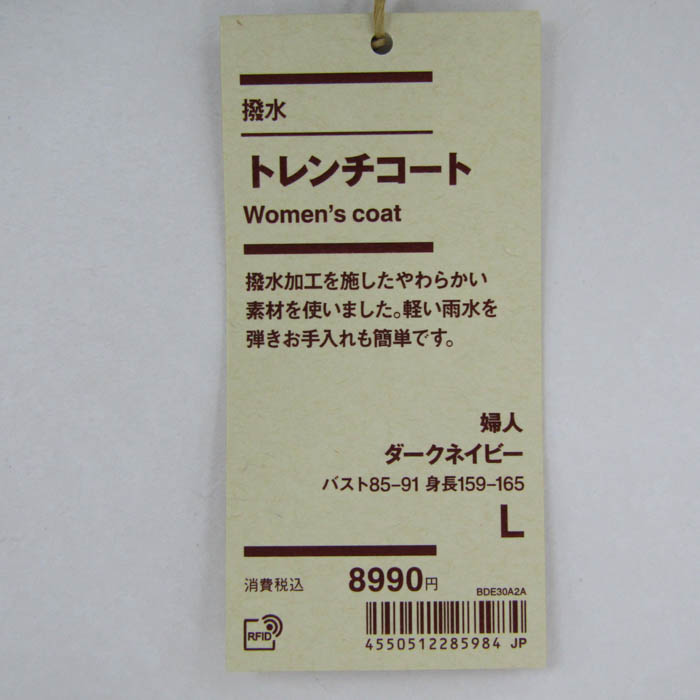 撥水
トレンチコート
Women's coat
撥水加工を施したやわらかい
素材を使いました。軽い雨水を
弾きお手入れも簡単です。
婦人
ダークネイビー
バスト85-91 身長159-165
L
消費税込 8990円
BDE30A2A
RFID
4550512285984 JP